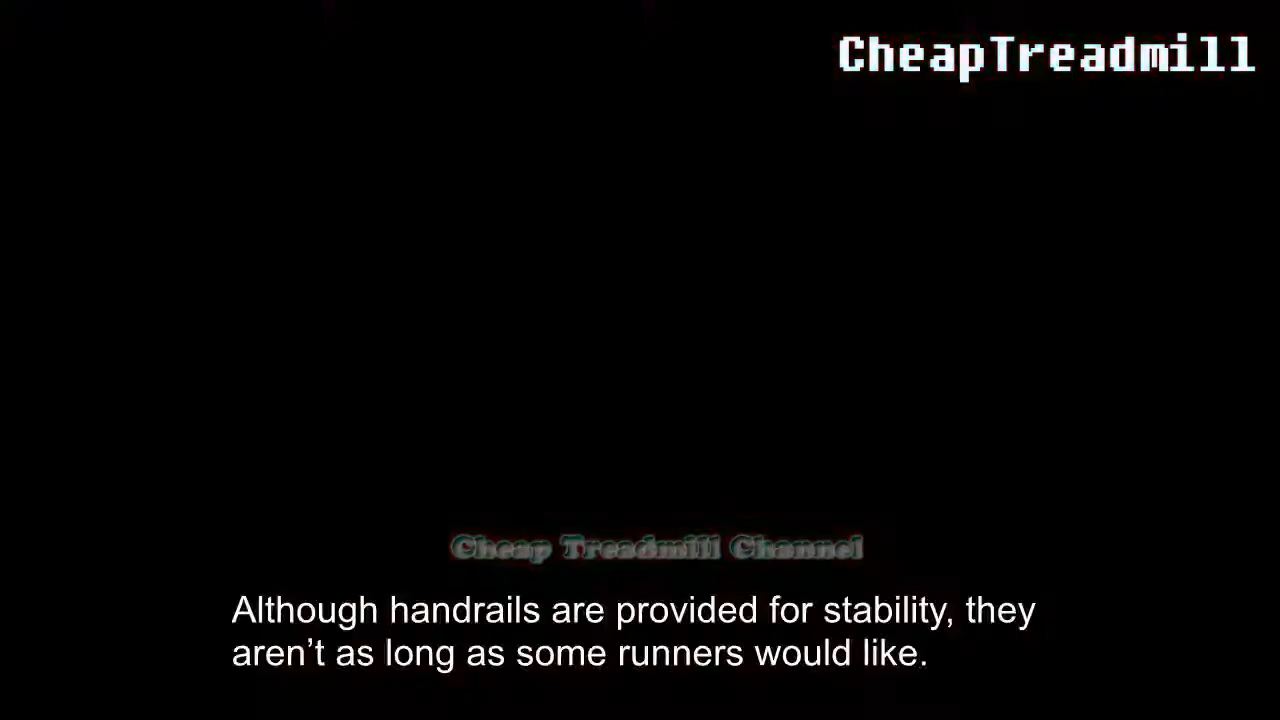 CheapTreadmill
Cheap Treadmill Channel
Although handrails are provided for stability, they
aren’t as long as some runners would like.